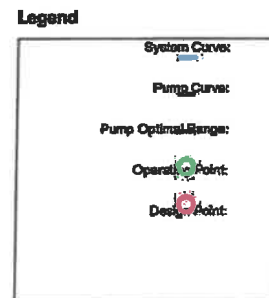 Legend
System Curve:
Pump Curve:
Pump Optimal Range:
Operation Point:
Design Point: